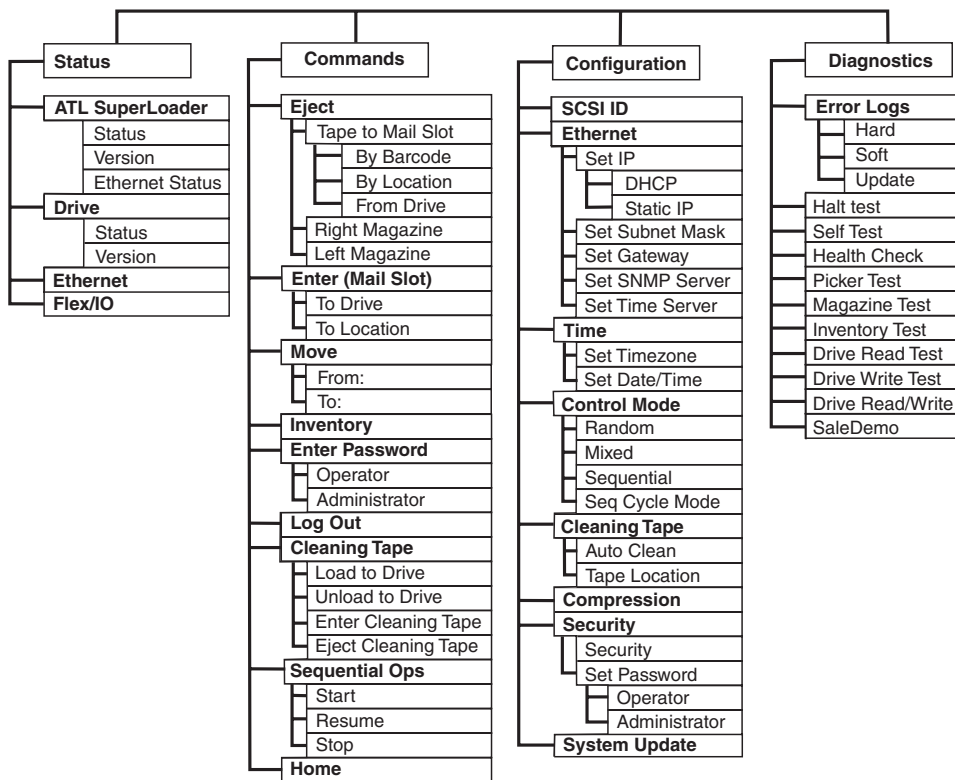 Status
ATL SuperLoader
Status
Version
Ethernet Status
Drive
Status
Version
Ethernet
Flex/IO
Commands
Eject
Tape to Mail Slot
By Barcode
By Location
From Drive
Right Magazine
Left Magazine
Enter (Mail Slot)
To Drive
To Location
Move
From:
To:
Inventory
Enter Password
Operator
Administrator
Log Out
Cleaning Tape
Load to Drive
Unload to Drive
Enter Cleaning Tape
Eject Cleaning Tape
Sequential Ops
Start
Resume
Stop
Home
Configuration
SCSI ID
Ethernet
Set IP
DHCP
Static IP
Set Subnet Mask
Set Gateway
Set SNMP Server
Set Time Server
Time
Set Timezone
Set Date/Time
Control Mode
Random
Mixed
Sequential
Seq Cycle Mode
Cleaning Tape
Auto Clean
Tape Location
Compression
Security
Security
Set Password
Operator
Administrator
System Update
Diagnostics
Error Logs
Hard
Soft
Update
Halt test
Self Test
Health Check
Picker Test
Magazine Test
Inventory Test
Drive Read Test
Drive Write Test
Drive Read/Write
SaleDemo